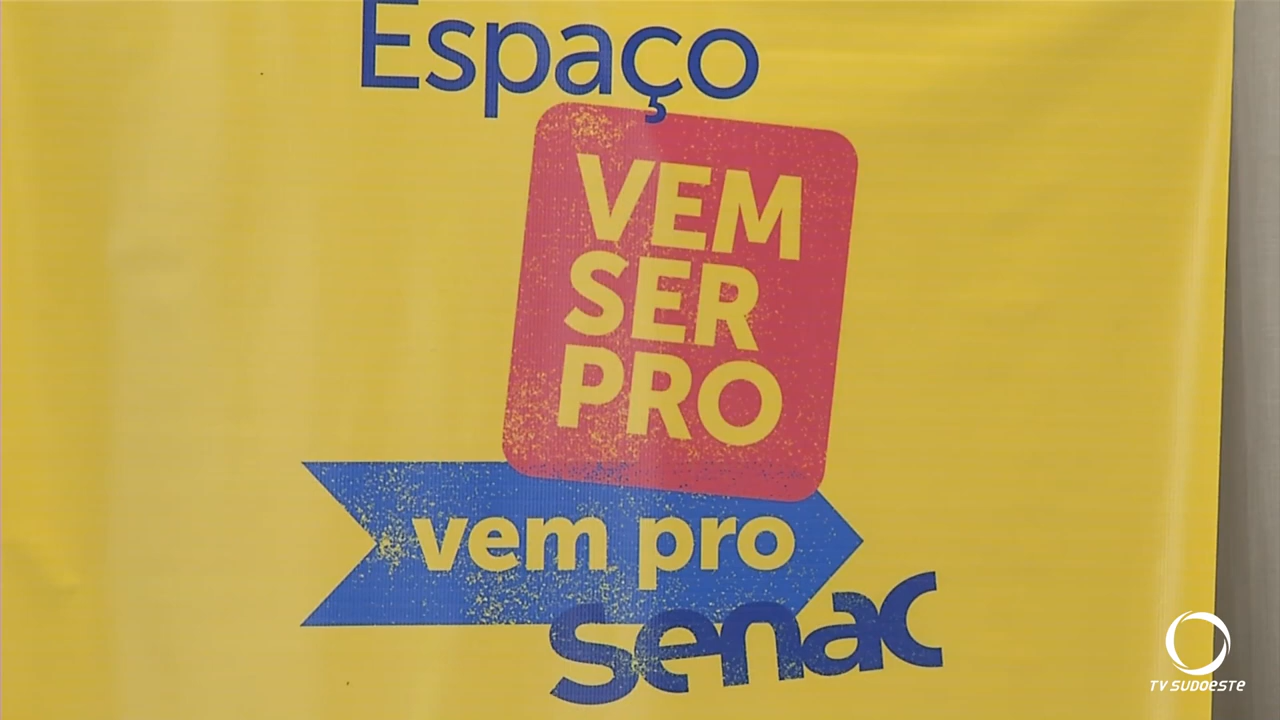 Espaço
VEM
SER
PRO
vem pro
senac
TV SUDOESTE